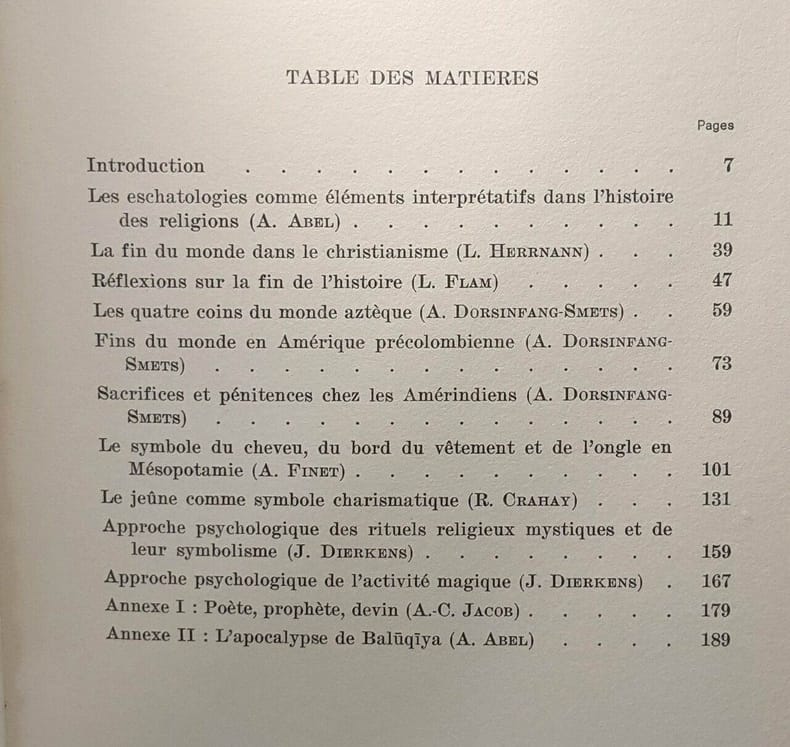 TABLE DES MATIERES
Pages
Introduction . . . . . . . . . . . . . 7
Les eschatologies comme éléments interprétatifs dans l'histoire
des religions (A. ABEL) . . . . . . . . . . 11
La fin du monde dans le christianisme (L. HERRNANN) . . . 39
Réflexions sur la fin de l'histoire (L. FLAM) . . . . . 47
Les quatre coins du monde aztèque (A. DORSINFANG-SMETS) . . 59
Fins du monde en Amérique précolombienne (A. DORSINFANG-
SMETS) . . . . . . . . . . . . . . 73
Sacrifices et pénitences chez les Amérindiens (A. DORSINFANG-
SMETS) . . . . . . . . . . . . . . 89
Le symbole du cheveu, du bord du vêtement et de l'ongle en
Mésopotamie (A. FINET) . . . . . . . . . . 101
Le jeûne comme symbole charismatique (R. CRAHAY) . . . 131
Approche psychologique des rituels religieux mystiques et de
leur symbolisme (J. DIERKENS) . . . . . . . . 159
Approche psychologique de l'activité magique (J. DIERKENS) . 167
Annexe I : Poète, prophète, devin (A.-C. JACOB) . . . . . 179
Annexe II : L'apocalypse de Balūqīya (A. ABEL) . . . . 189